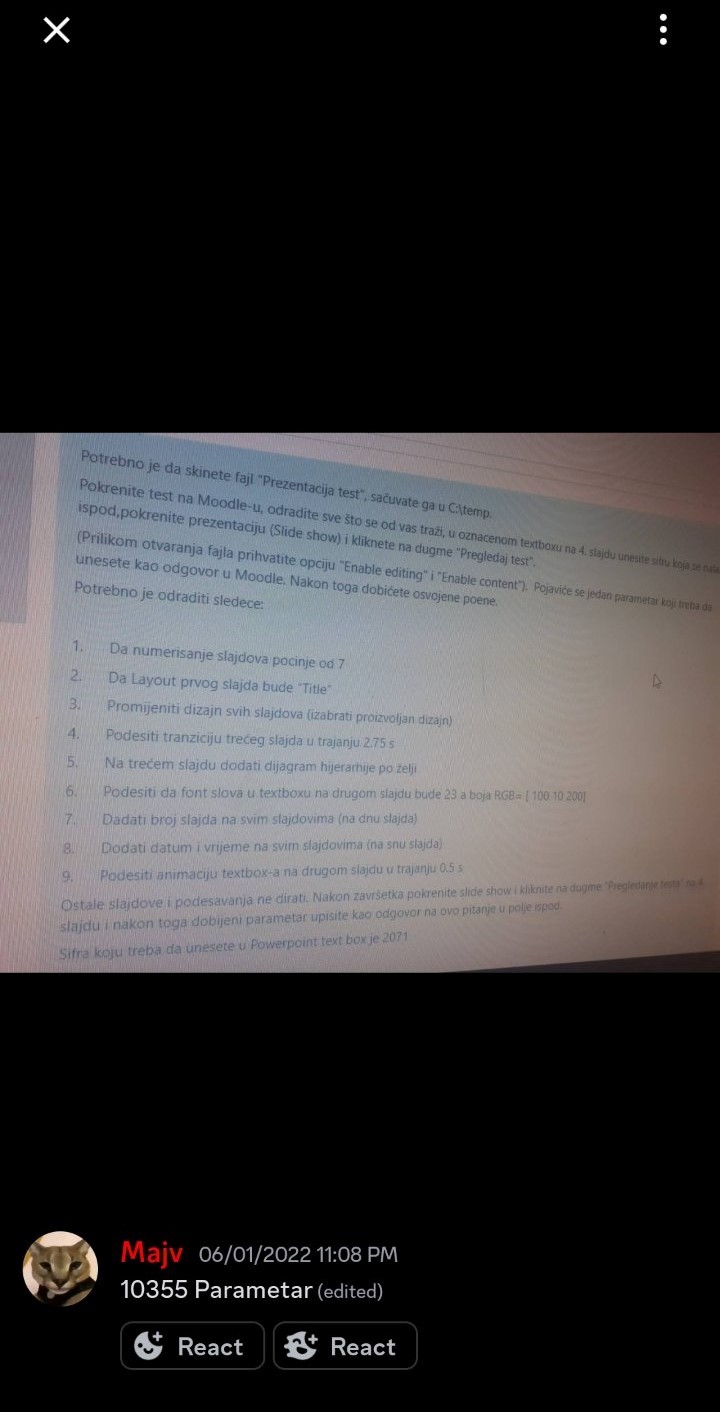 Potrebno je da skinete fajl "Prezentacija test", sačuvate ga u C:\temp.
Pokrenite test na Moodle-u, odradite sve što se od vas traži, u oznacenom textboxu na 4. slajdu unesite sifru koja se nala
ispod,pokrenite prezentaciju (Slide show) i kliknete na dugme "Pregledaj test".
(Prilikom otvaranja fajla prihvatite opciju "Enable editing" i "Enable content"). Pojaviće se jedan parametar koji treba da
unesete kao odgovor u Moodle. Nakon toga dobićete osvojene poene.
Potrebno je odraditi sledece:
1. Da numerisanje slajdova pocinje od 7
2. Da Layout prvog slajda bude "Title"
3. Promijeniti dizajn svih slajdova (izabrati proizvoljan dizajn)
4. Podesiti tranziciju trećeg slajda u trajanju 2.75 s
5. Na trećem slajdu dodati dijagram hijerarhije po želji
6. Podesiti da font slova u textboxu na drugom slajdu bude 23 a boja RGB= [ 100 10 200]
7. Dadati broj slajda na svim slajdovima (na dnu slajda)
8. Dodati datum i vrijeme na svim slajdovima (na snu slajda)
9. Podesiti animaciju textbox-a na drugom slajdu u trajanju 0.5 s
Ostale slajdove i podesavanja ne dirati. Nakon završetka pokrenite slide show i kliknite na dugme "Pregledanje testa" na 4.
slajdu i nakon toga dobijeni parametar upisite kao odgovor na ovo pitanje u polje ispod.
Sifra koju treba da unesete u Powerpoint text box je 2071
Majv 06/01/2022 11:08 PM
10355 Parametar (edited)
React React